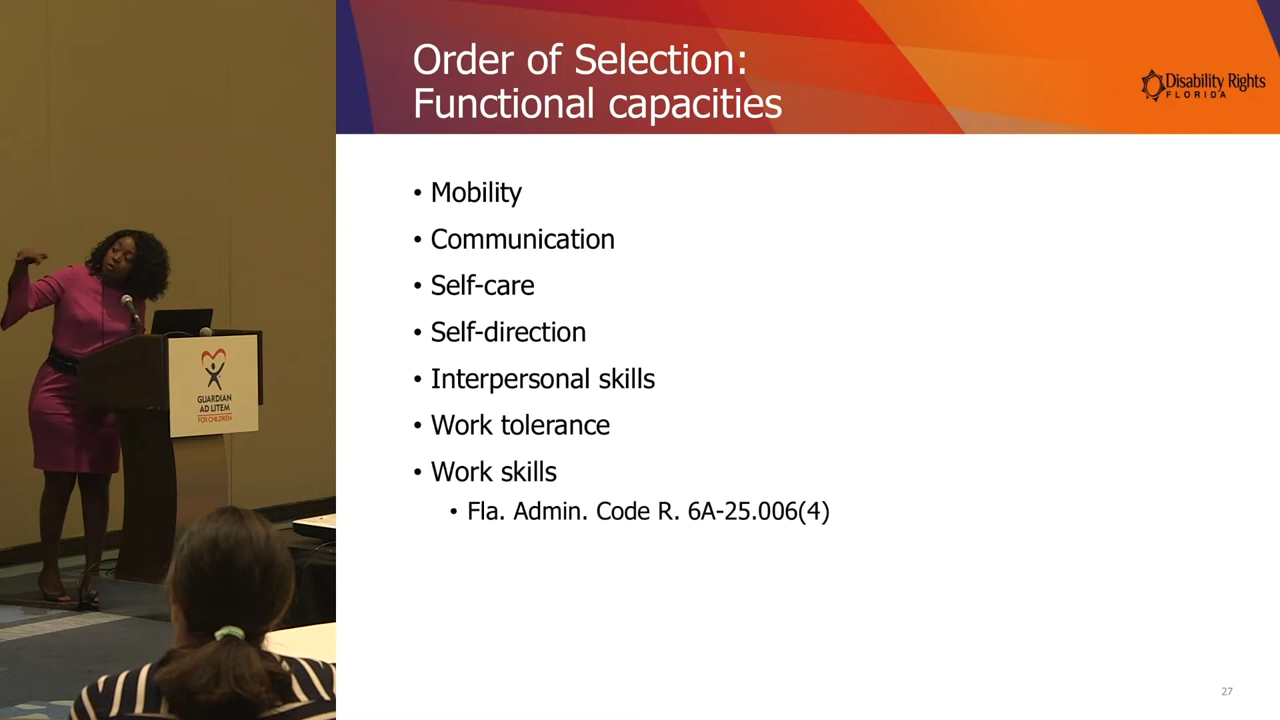 Order of Selection:
Functional capacities
Disability Rights
FLORIDA
• Mobility
• Communication
• Self-care
• Self-direction
• Interpersonal skills
• Work tolerance
• Work skills
• Fla. Admin. Code R. 6A-25.006(4)
GUARDIAN
AD LITEM
FOR CHILDREN
27